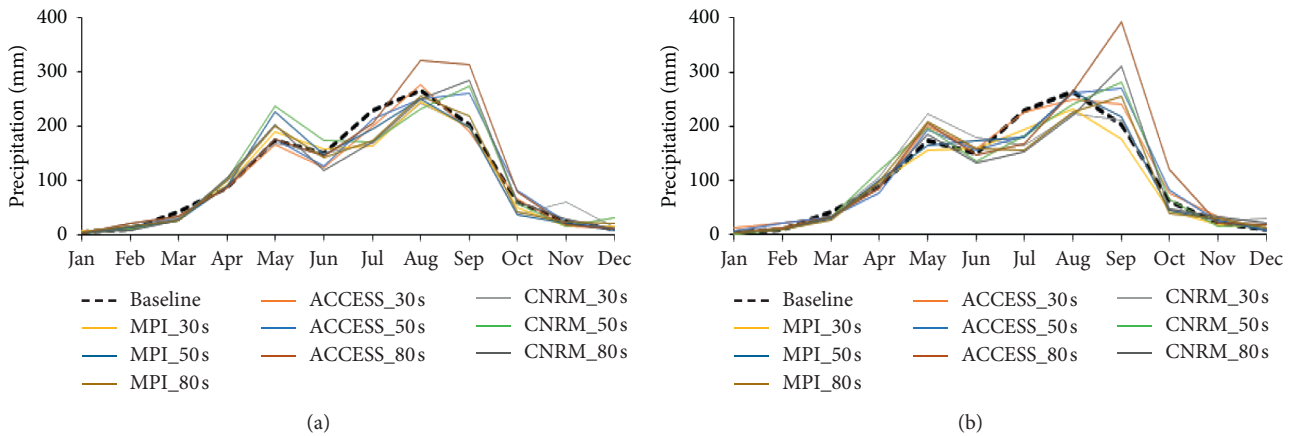 Precipitation (mm)
400
300
200
100
0
Jan Feb Mar Apr May Jun Jul Aug Sep Oct Nov Dec
Baseline ACCESS_30s CNRM_30s
MPI_30s ACCESS_50s CNRM_50s
MPI_50s ACCESS_80s CNRM_80s
MPI_80s
(a)
Precipitation (mm)
400
300
200
100
0
Jan Feb Mar Apr May Jun Jul Aug Sep Oct Nov Dec
Baseline ACCESS_30s CNRM_30s
MPI_30s ACCESS_50s CNRM_50s
MPI_50s ACCESS_80s CNRM_80s
MPI_80s
(b)